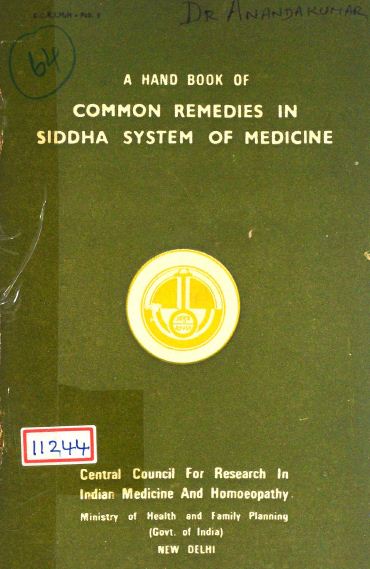 Dr ANANDAKUMAR
64
A HAND BOOK OF
COMMON REMEDIES IN
SIDDHA SYSTEM OF MEDICINE
11244
Central Council For Research In
Indian Medicine And Homoeopathy.
Ministry of Health and Family Planning
(Govt. of India)
NEW DELHI